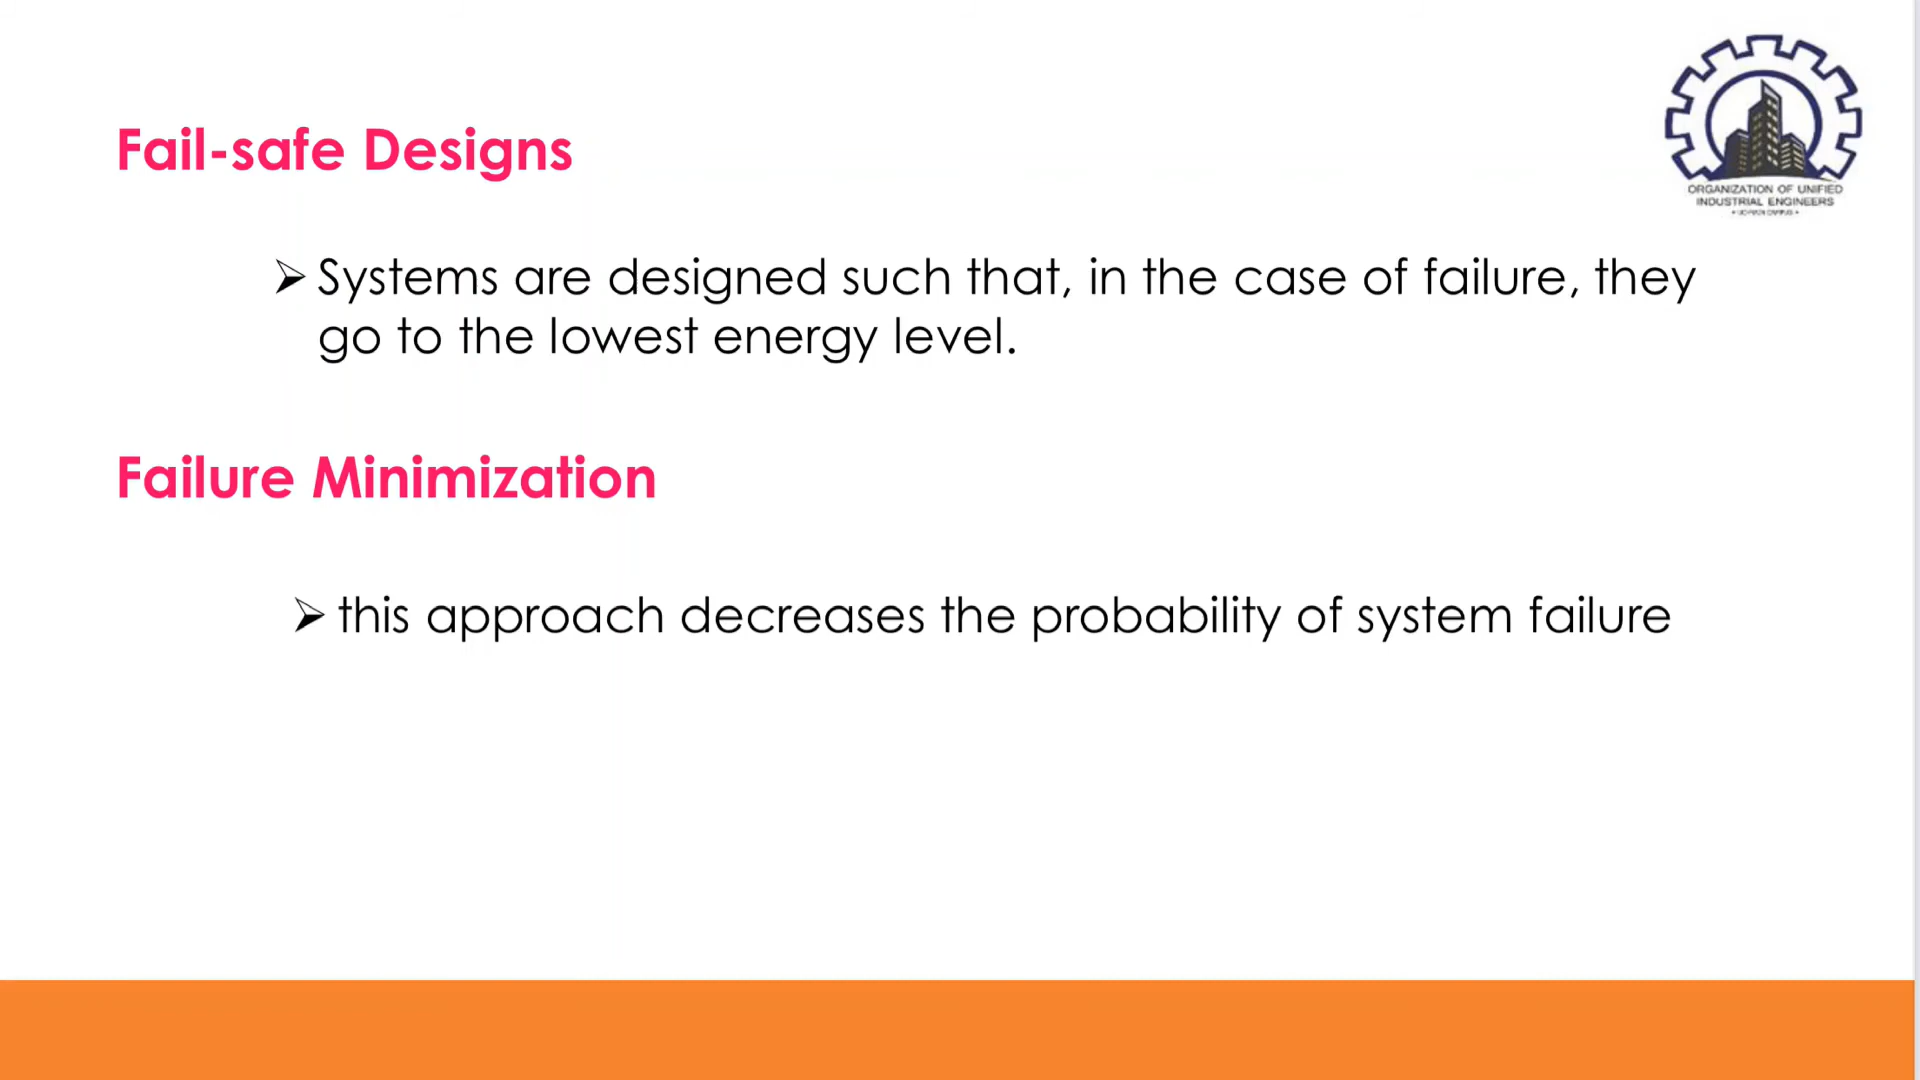 Fail-safe Designs
ORGANIZATION OF UNIFIED
INDUSTRIAL ENGINEERS
➢ Systems are designed such that, in the case of failure, they
go to the lowest energy level.
Failure Minimization
➢ this approach decreases the probability of system failure